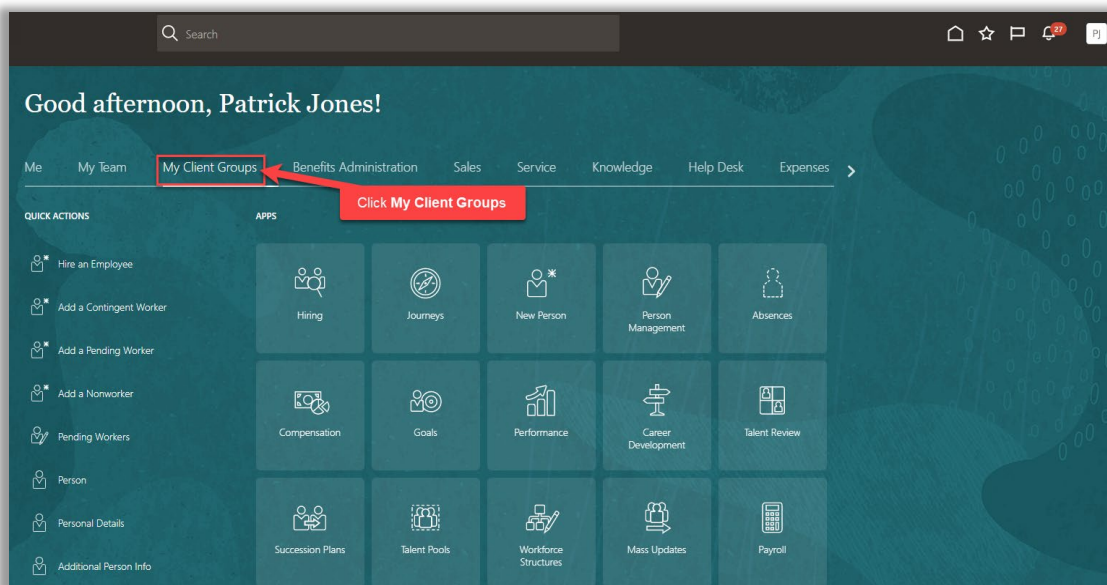 Search
27
PJ
Good afternoon, Patrick Jones!
Me My Team My Client Groups Benefits Administration Sales Service Knowledge Help Desk Expenses
Click My Client Groups
QUICK ACTIONS
Hire an Employee
Add a Contingent Worker
Add a Pending Worker
Add a Nonworker
Pending Workers
Person
Personal Details
Additional Person Info
APPS
Hiring
Journeys
New Person
Person
Management
Absences
Compensation
Goals
Performance
Career
Development
Talent Review
Succession Plans
Talent Pools
Workforce
Structures
Mass Updates
Payroll